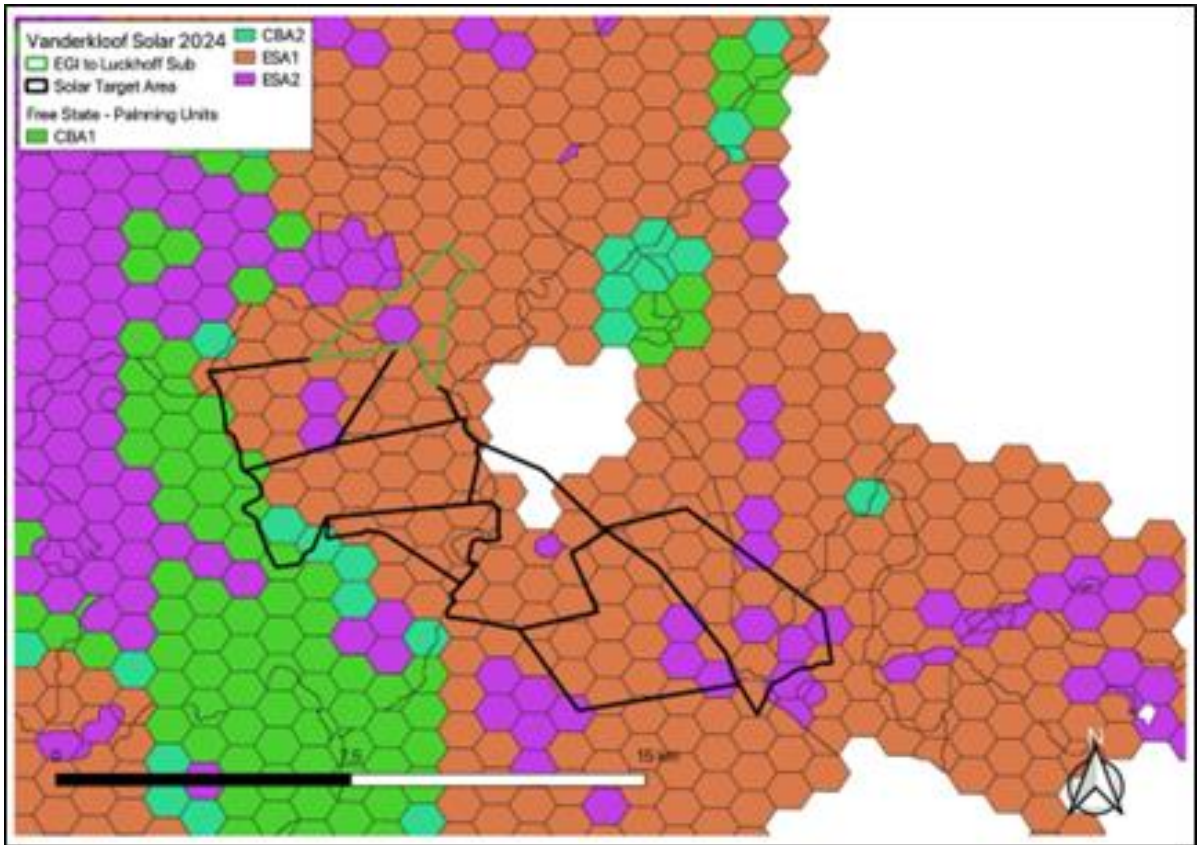 Vanderkloof Solar 2024
EGI to Luckhoff Sub
Solar Target Area
Free State - Palnning Units
CBA1
CBA2
ESA1
ESA2
0
7.5
15 km
N